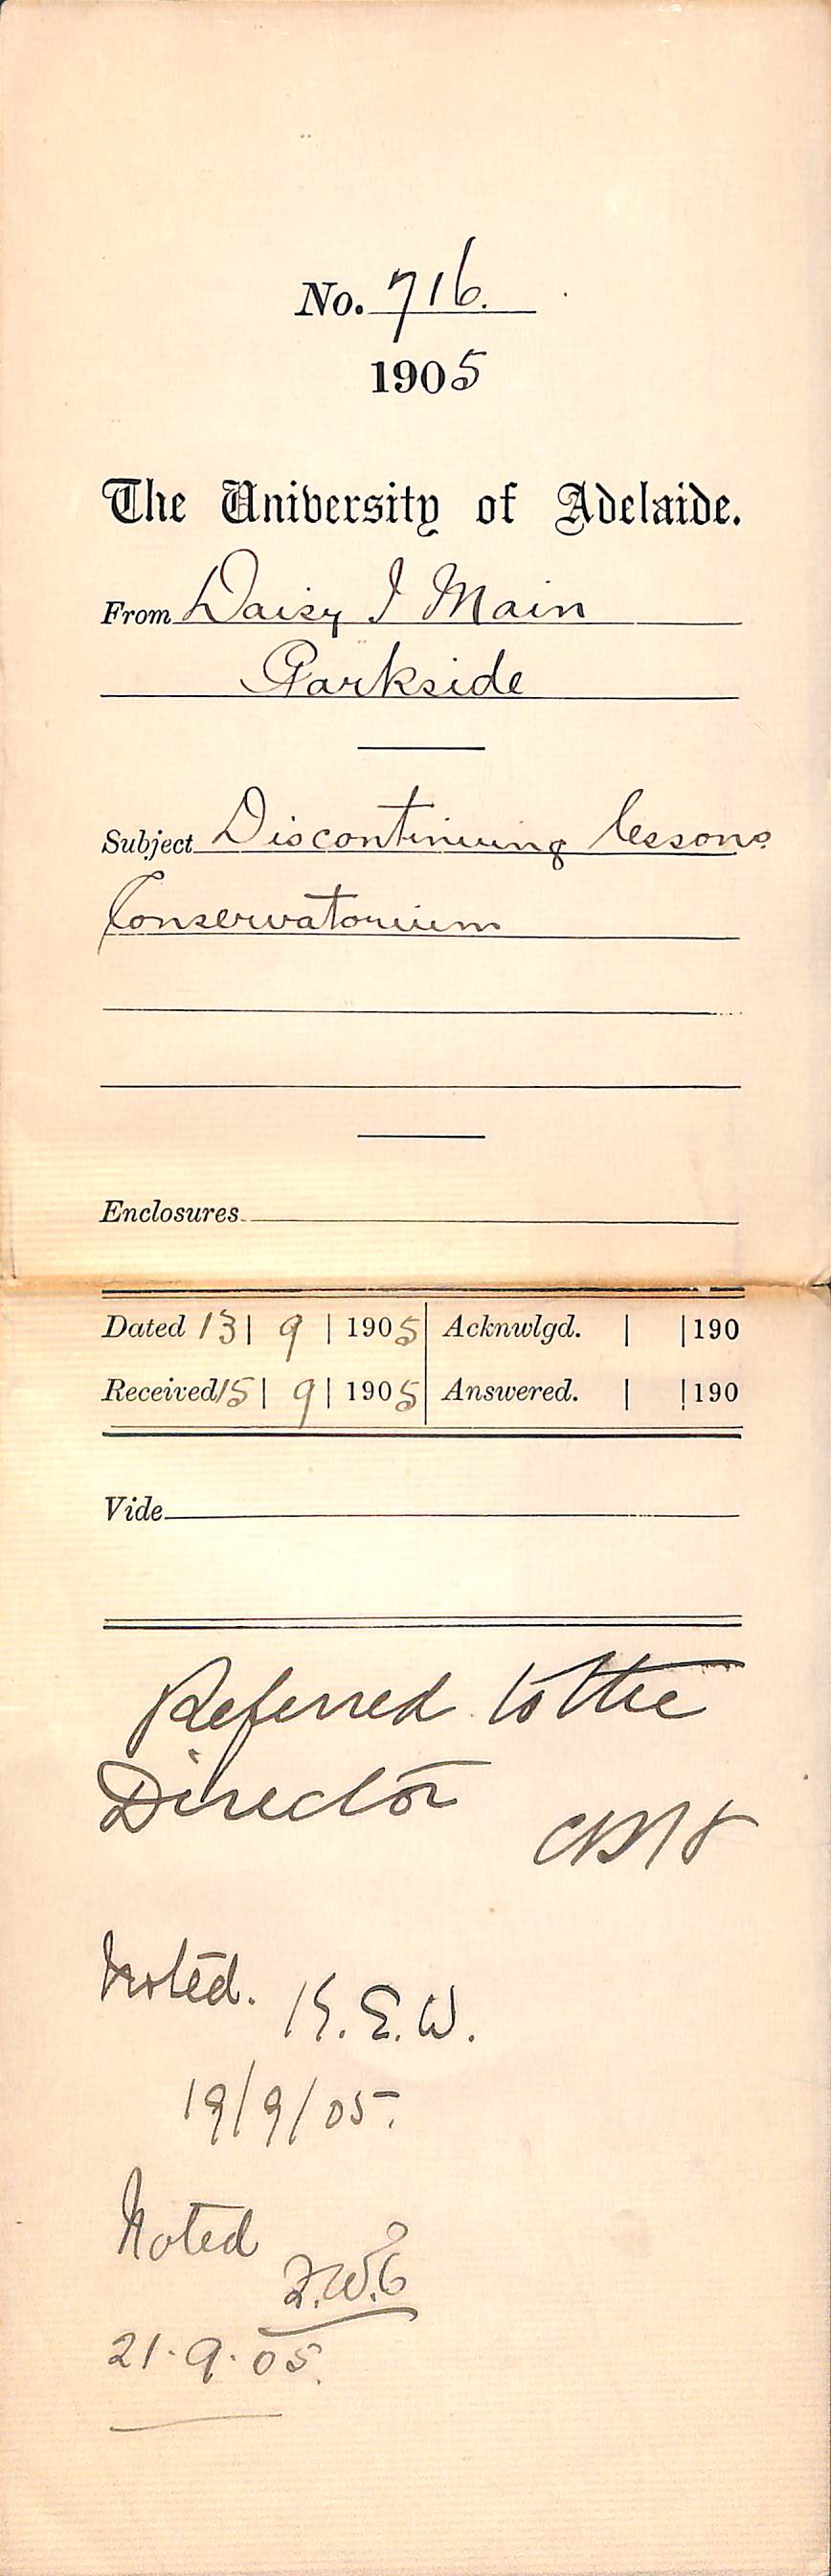 No. 716.
1905
The University of Adelaide.
From Daisy I Main
Parkside
Subject Discontinuing lessons
Conservatorium
Enclosures
Dated 13 | 9 | 1905 | Acknwlgd. | | 190
Received 15 | 9 | 1905 | Answered. | | 190
Vide
Referred to the
Director
Noted. K.E.W.
19/9/05.
Noted
21.9.05.